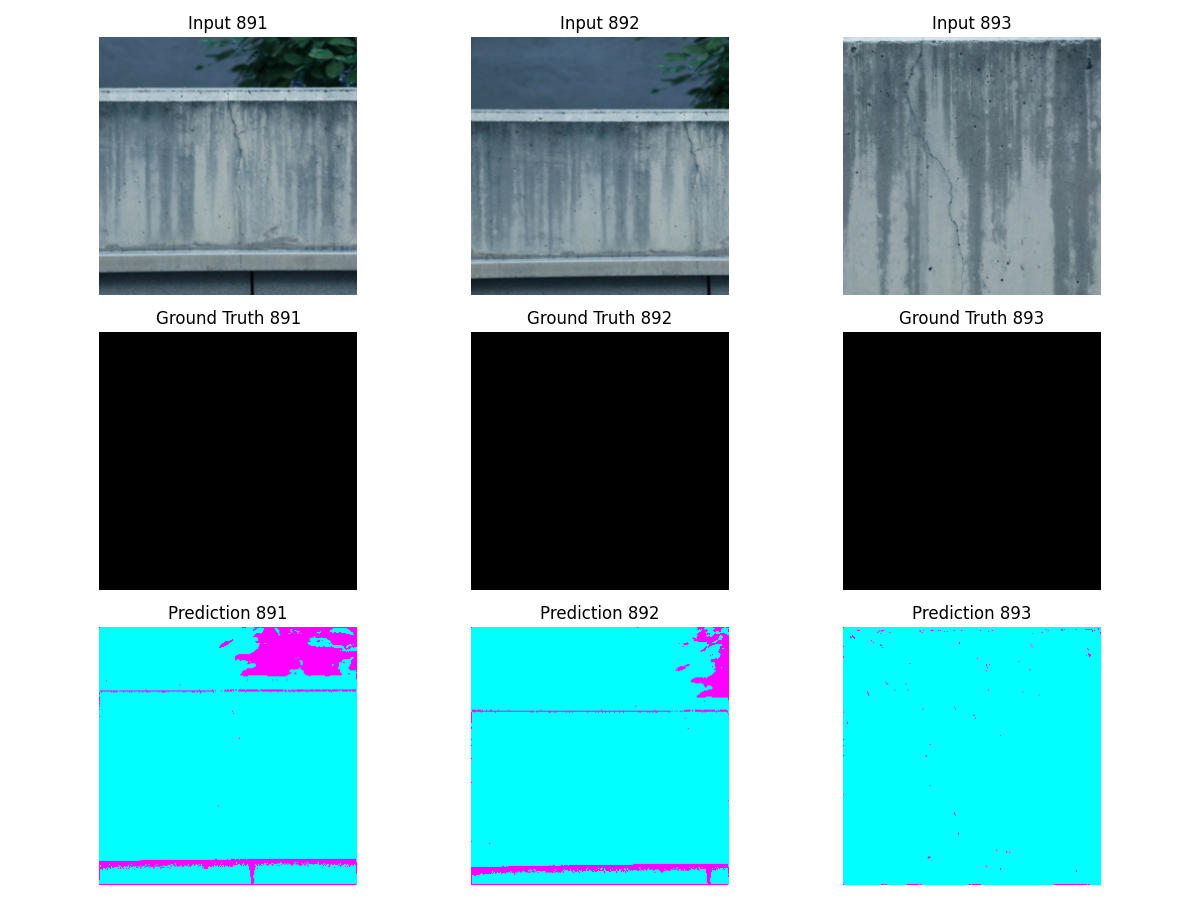 Input 891
Input 892
Input 893
Ground Truth 891
Ground Truth 892
Ground Truth 893
Prediction 891
Prediction 892
Prediction 893